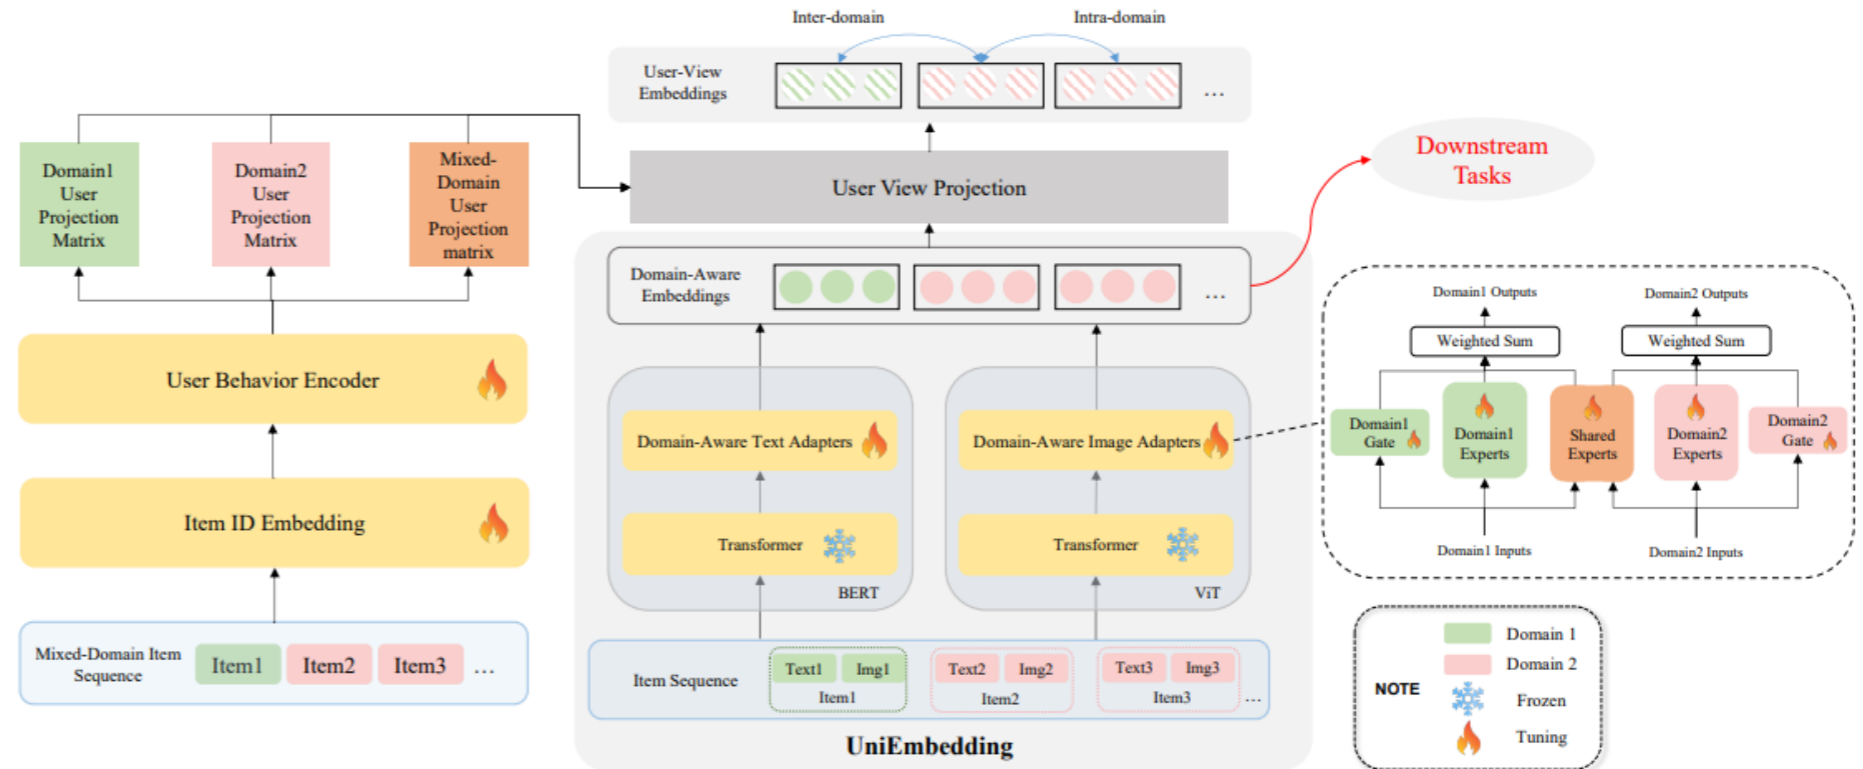 Inter-domain
Intra-domain
User-View
Embeddings
...
Domain1
User
Projection
Matrix
Domain2
User
Projection
Matrix
Mixed-
Domain
User
Projection
matrix
User View Projection
Downstream
Tasks
Domain-Aware
Embeddings
...
User Behavior Encoder
Domain-Aware Text Adapters
Transformer
BERT
Domain-Aware Image Adapters
Transformer
ViT
Item ID Embedding
Mixed-Domain Item
Sequence
Item1
Item2
Item3
...
Item Sequence
Text1
Img1
Item1
Text2
Img2
Item2
Text3
Img3
Item3
...
UniEmbedding
Domain1 Outputs
Domain2 Outputs
Weighted Sum
Weighted Sum
Domain1
Gate
Domain1
Experts
Shared
Experts
Domain2
Experts
Domain2
Gate
Domain1 Inputs
Domain2 Inputs
NOTE
Domain 1
Domain 2
Frozen
Tuning